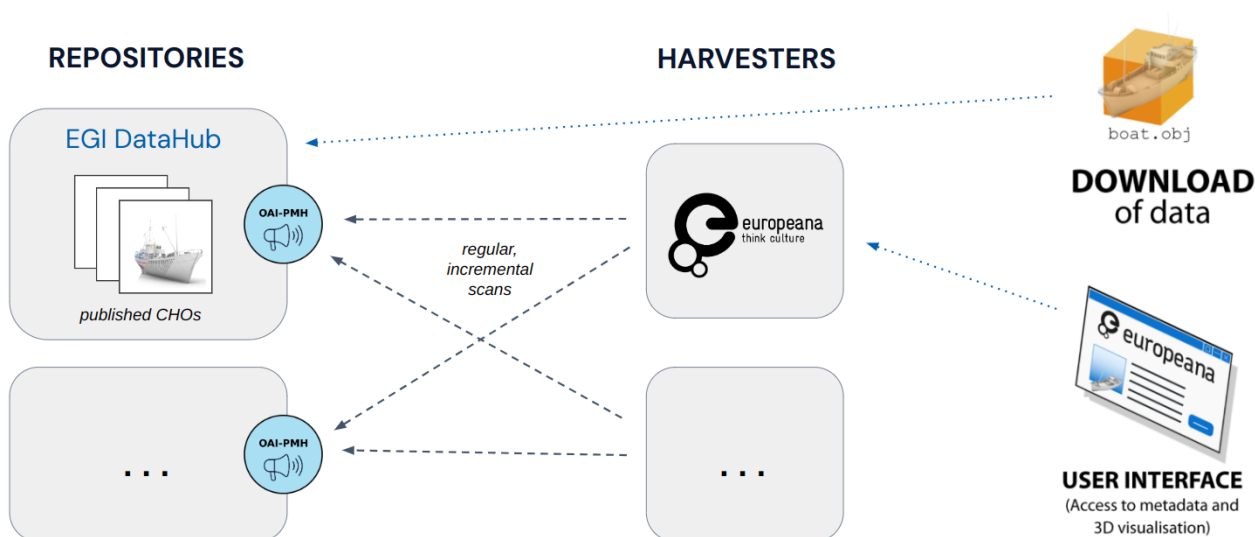 REPOSITORIES
HARVESTERS
EGI DataHub
OAI-PMH
published CHOs
regular,
incremental
scans
europeana
think culture
boat.obj
DOWNLOAD
of data
europeana
USER INTERFACE
(Access to metadata and
3D visualisation)
. . .
OAI-PMH
. . .